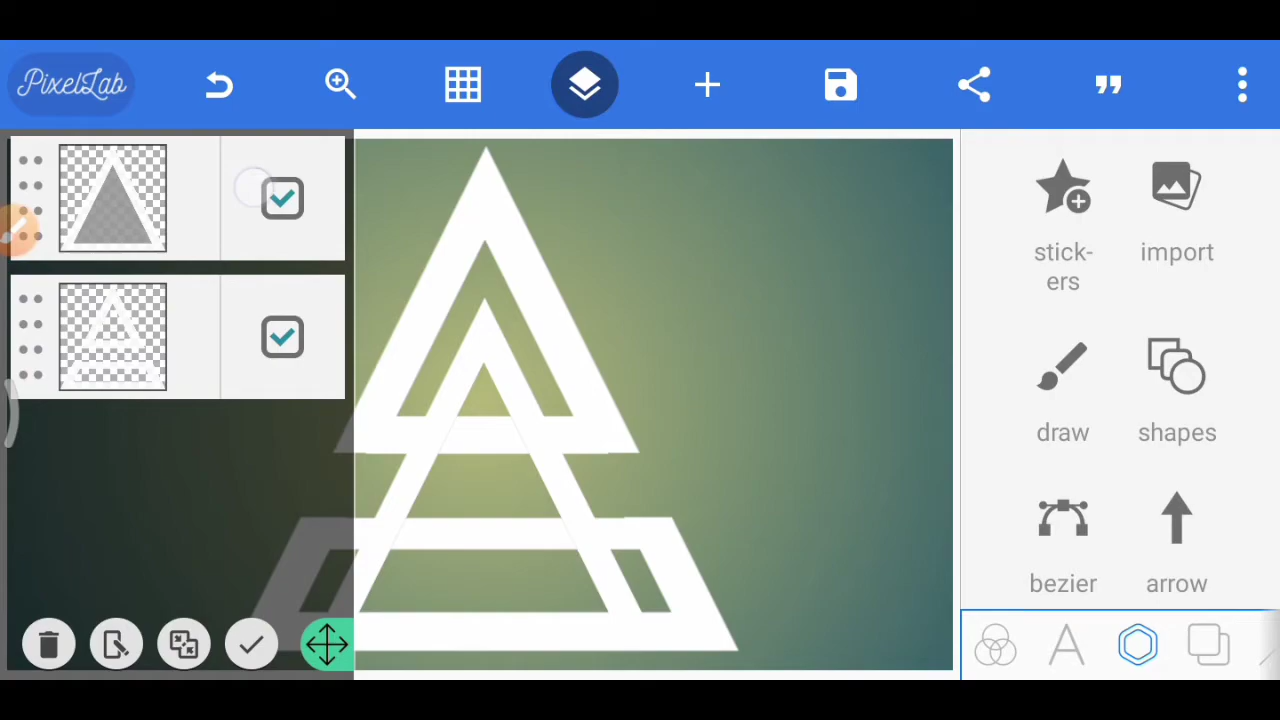 PixelLab
stick-
ers
import
draw
shapes
bezier
arrow